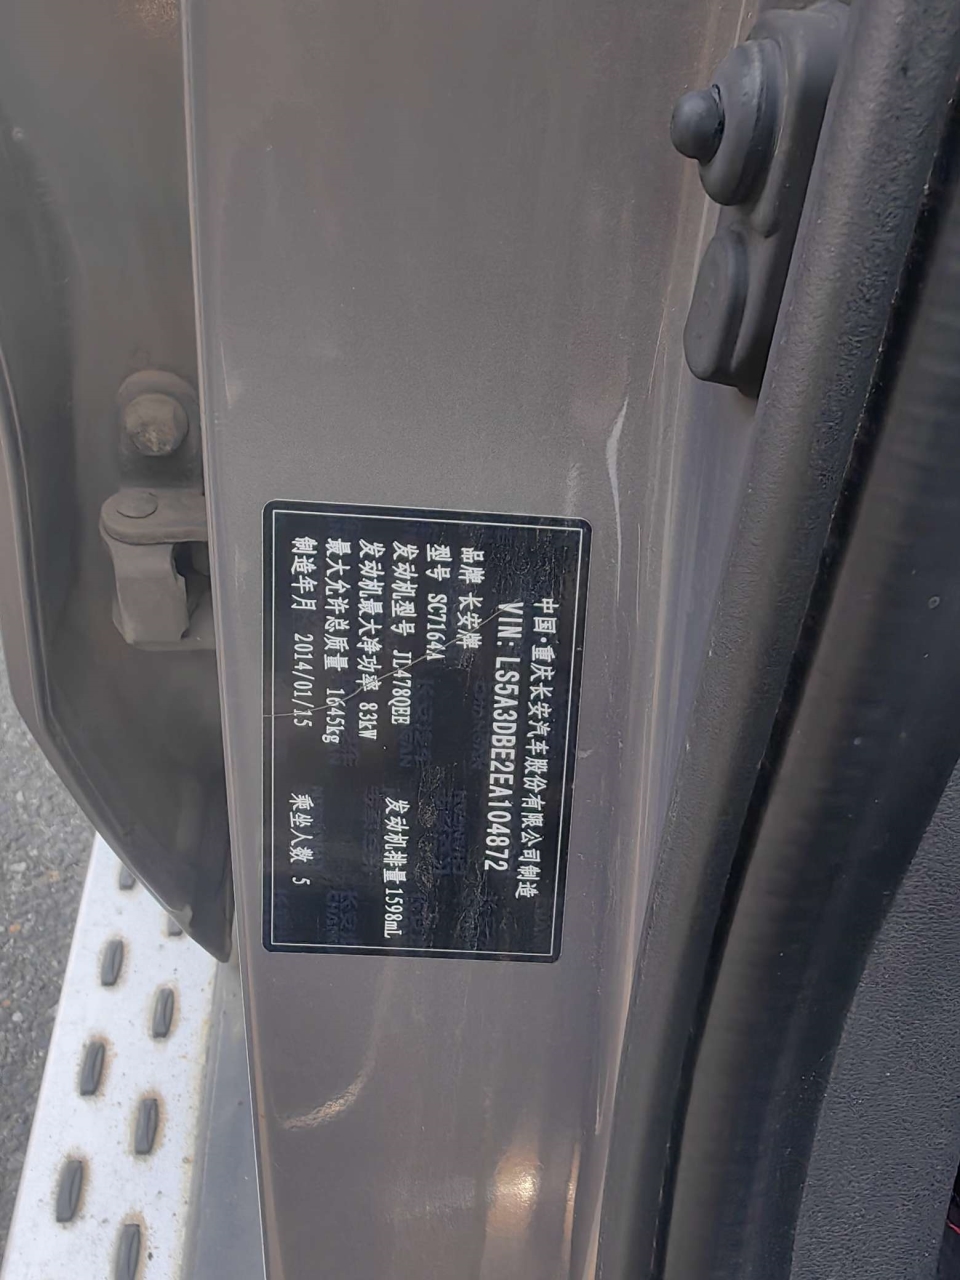 中国·重庆长安汽车股份有限公司制造
VIN: LS5A3DBE2EA104872
品牌 长安牌
型号 SC7164A
发动机型号 JL478QEE 发动机排量 1598mL
发动机最大净功率 83kW
最大允许总质量 1645kg
制造年月 2014/01/15 乘坐人数 5